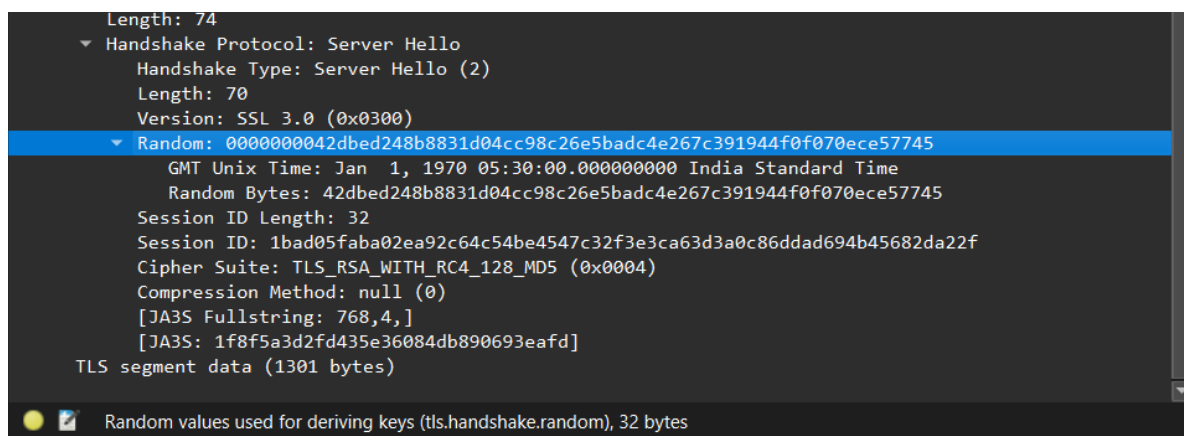 Length: 74
Handshake Protocol: Server Hello
Handshake Type: Server Hello (2)
Length: 70
Version: SSL 3.0 (0x0300)
Random: 0000000042dbed248b8831d04cc98c26e5badc4e267c391944f0f070ece57745
GMT Unix Time: Jan  1, 1970 05:30:00.000000000 India Standard Time
Random Bytes: 42dbed248b8831d04cc98c26e5badc4e267c391944f0f070ece57745
Session ID Length: 32
Session ID: 1bad05faba02ea92c64c54be4547c32f3e3ca63d3a0c86ddad694b45682da22f
Cipher Suite: TLS_RSA_WITH_RC4_128_MD5 (0x0004)
Compression Method: null (0)
[JA3S Fullstring: 768,4,]
[JA3S: 1f8f5a3d2fd435e36084db890693eafd]
TLS segment data (1301 bytes)
Random values used for deriving keys (tls.handshake.random), 32 bytes